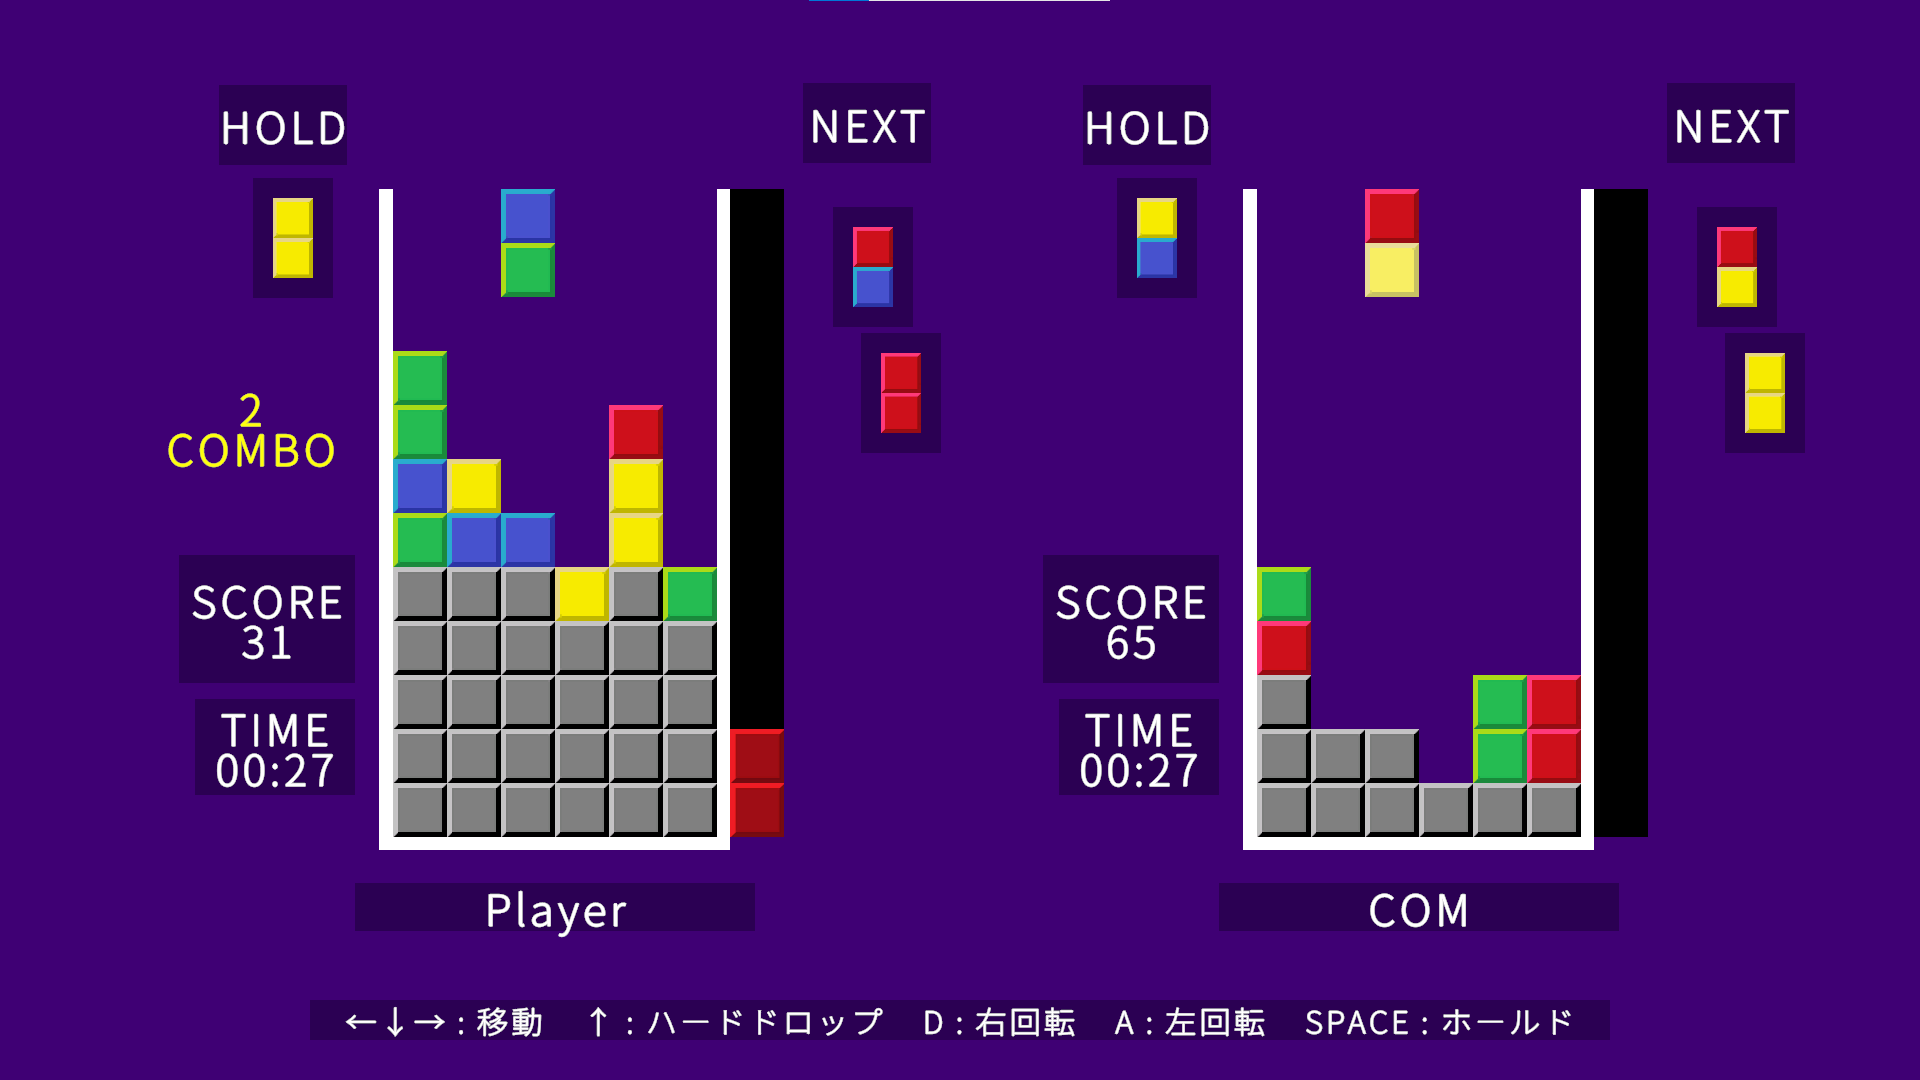 HOLD
NEXT
HOLD
NEXT
2
COMBO
SCORE
31
SCORE
65
TIME
00:27
TIME
00:27
Player
COM
←↓→ : 移動 ↑ : ハードドロップ D : 右回転 A : 左回転 SPACE : ホールド